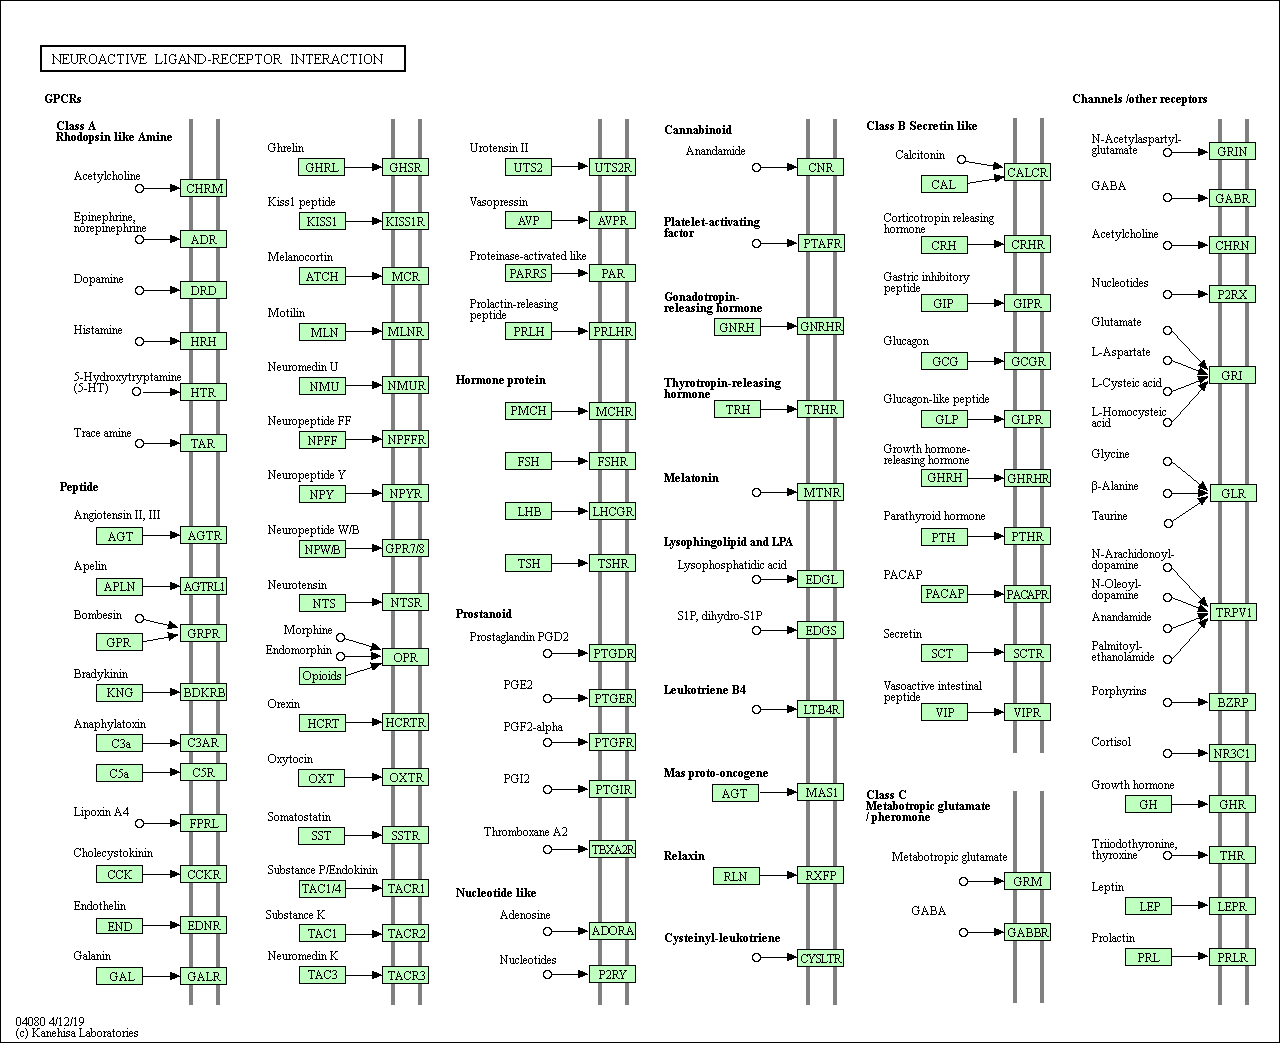 NEUROACTIVE LIGAND-RECEPTOR INTERACTION
GPCRs
Class A
Rhodopsin like Amine
Acetylcholine
CHRM
Epinephrine,
norepinephrine
ADR
Dopamine
DRD
Histamine
HRH
5-Hydroxytryptamine
(5-HT)
HTR
Trace amine
TAR
Peptide
Angiotensin II, III
AGT
AGTR
Apelin
APLN
AGTRL1
Bombesin
GPR
GRPR
Bradykinin
KNG
BDKRB
Anaphylatoxin
C3a
C3AR
C5a
C5R
Lipoxin A4
FPRL
Cholecystokinin
CCK
CCKR
Endothelin
END
EDNR
Galanin
GAL
GALR
Ghrelin
GHRL
GHSR
Kiss1 peptide
KISS1
KISS1R
Melanocortin
ATCH
MCR
Motilin
MLN
MLNR
Neuromedin U
NMU
NMUR
Neuropeptide FF
NPFF
NPFFR
Neuropeptide Y
NPY
NPYR
Neuropeptide W/B
NPW/B
GPR7/8
Neurotensin
NTS
NTSR
Morphine
Endomorphin
Opioids
OPR
Orexin
HCRT
HCRTR
Oxytocin
OXT
OXTR
Somatostatin
SST
SSTR
Substance P/Endokinin
TAC1/4
TACR1
Substance K
TAC1
TACR2
Neuromedin K
TAC3
TACR3
Urotensin II
UTS2
UTS2R
Vasopressin
AVP
AVPR
Proteinase-activated like
PARRS
PAR
Prolactin-releasing
peptide
PRLH
PRLHR
Hormone protein
PMCH
MCHR
FSH
FSHR
LHB
LHCGR
TSH
TSHR
Prostanoid
Prostaglandin PGD2
PTGDR
PGE2
PTGER
PGF2-alpha
PTGFR
PGI2
PTGIR
Thromboxane A2
TBXA2R
Nucleotide like
Adenosine
ADORA
Nucleotides
P2RY
Cannabinoid
Anandamide
CNR
Platelet-activating
factor
PTAFR
Gonadotropin-
releasing hormone
GNRH
GNRHR
Thyrotropin-releasing
hormone
TRH
TRHR
Melatonin
MTNR
Lysophingolipid and LPA
Lysophosphatidic acid
EDGL
S1P, dihydro-S1P
EDGS
Leukotriene B4
LTB4R
Mas proto-oncogene
AGT
MAS1
Relaxin
RLN
RXFP
Cysteinyl-leukotriene
CYSLTR
Class B Secretin like
Calcitonin
CAL
CALCR
Corticotropin releasing
hormone
CRH
CRHR
Gastric inhibitory
peptide
GIP
GIPR
Glucagon
GCG
GCGR
Glucagon-like peptide
GLP
GLPR
Growth hormone-
releasing hormone
GHRH
GHRHR
Parathyroid hormone
PTH
PTHR
PACAP
PACAP
PACAPR
Secretin
SCT
SCTR
Vasoactive intestinal
peptide
VIP
VIPR
Class C
Metabotropic glutamate
/ pheromone
Metabotropic glutamate
GRM
GABA
GABBR
Channels /other receptors
N-Acetylaspartyl-
glutamate
GRIN
GABA
GABR
Acetylcholine
CHRN
Nucleotides
P2RX
Glutamate
L-Aspartate
L-Cysteic acid
L-Homocysteic
acid
GRI
Glycine
β-Alanine
Taurine
GLR
N-Arachidonoyl-
dopamine
N-Oleoyl-
dopamine
Anandamide
Palmitoyl-
ethanolamide
TRPV1
Porphyrins
BZRP
Cortisol
NR3C1
Growth hormone
GH
GHR
Triiodothyronine,
thyroxine
THR
Leptin
LEP
LEPR
Prolactin
PRL
PRLR
04080 4/12/19
(c) Kanehisa Laboratories